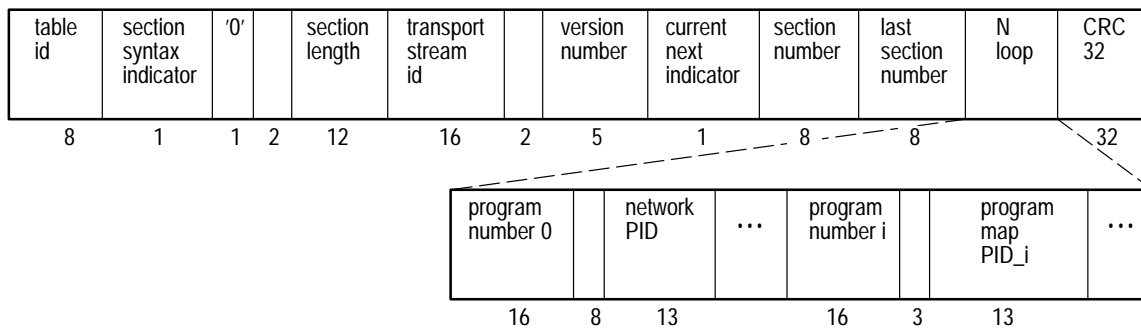 table section '0' section transport version current section last N CRC
id syntax length stream number next number section loop 32
indicator id indicator number
8 1 1 2 12 16 2 5 1 8 8 32
program network ... program program ...
number 0 PID number i map
PID_i
16 8 13 16 3 13